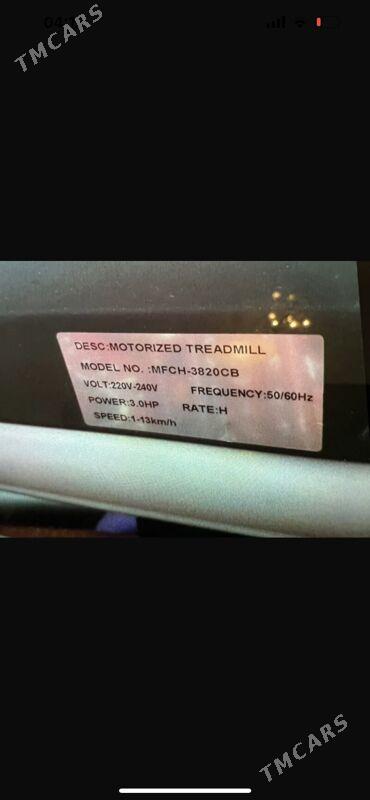 TMCARS
DESC:MOTORIZED TREADMILL
MODEL NO. :MFCH-3820CB
VOLT:220V-240V FREQUENCY:50/60Hz
POWER:3.0HP RATE:H
SPEED:1-13km/h
TMCARS